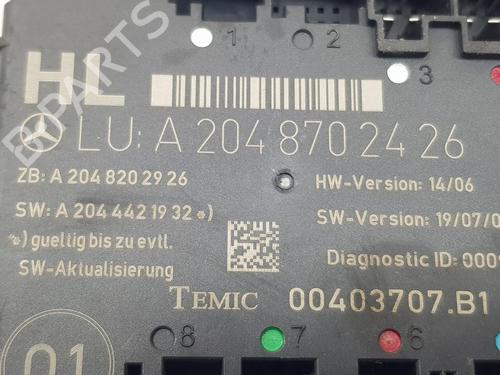 1 2
3
HL
LU: A 204 870 24 26
ZB: A 204 820 29 26
HW-Version: 14/06
SW: A 204 442 19 32 *)
SW-Version: 19/07/0
*) gueltig bis zu evtl.
SW-Aktualisierung
Diagnostic ID: 000
TEMIC 00403707.B1
01
8 7 6
B-PARTS